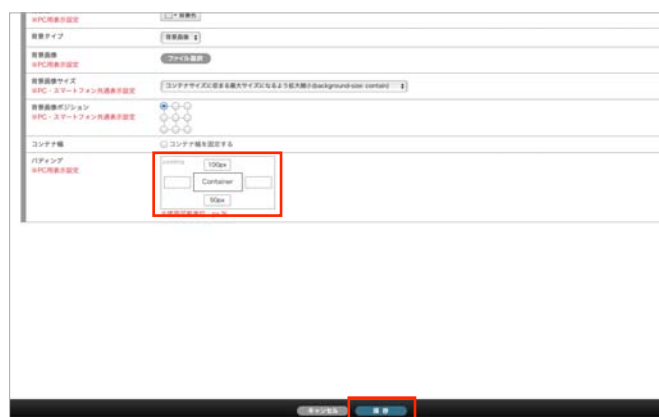 ※PC用表示設定
背景色
背景タイプ
背景画像
背景画像
※PC用表示設定
ファイル選択
背景画像サイズ
※PC・スマートフォン共通表示設定
コンテナサイズに収まる最大サイズになるよう拡大縮小(background-size: contain)
背景画像ポジション
※PC・スマートフォン共通表示設定
コンテナ幅
コンテナ幅を固定する
パディング
※PC用表示設定
padding
100px
Container
50px
キャンセル
保存